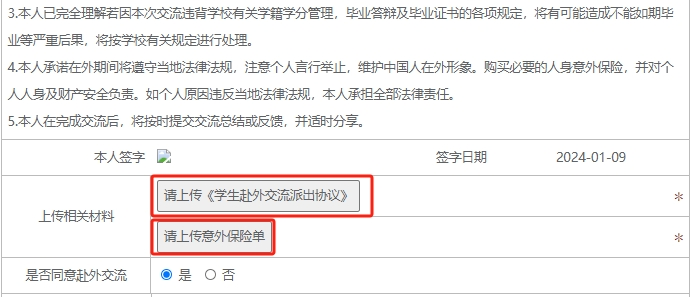 3.本人已完全理解若因本次交流违背学校有关学籍学分管理，毕业答辩及毕业证书的各项规定，将有可能造成不能如期毕
业等严重后果，将按学校有关规定进行处理。
4.本人承诺在外期间将遵守当地法律法规，注意个人言行举止，维护中国人在外形象。购买必要的人身意外保险，并对个
人人身及财产安全负责。如个人原因违反当地法律法规，本人承担全部法律责任。
5.本人在完成交流后，将按时提交交流总结或反馈，并适时分享。
本人签字 签字日期 2024-01-09
请上传《学生赴外交流派出协议》 *
上传相关材料
请上传意外保险单 *
是否同意赴外交流 是 否